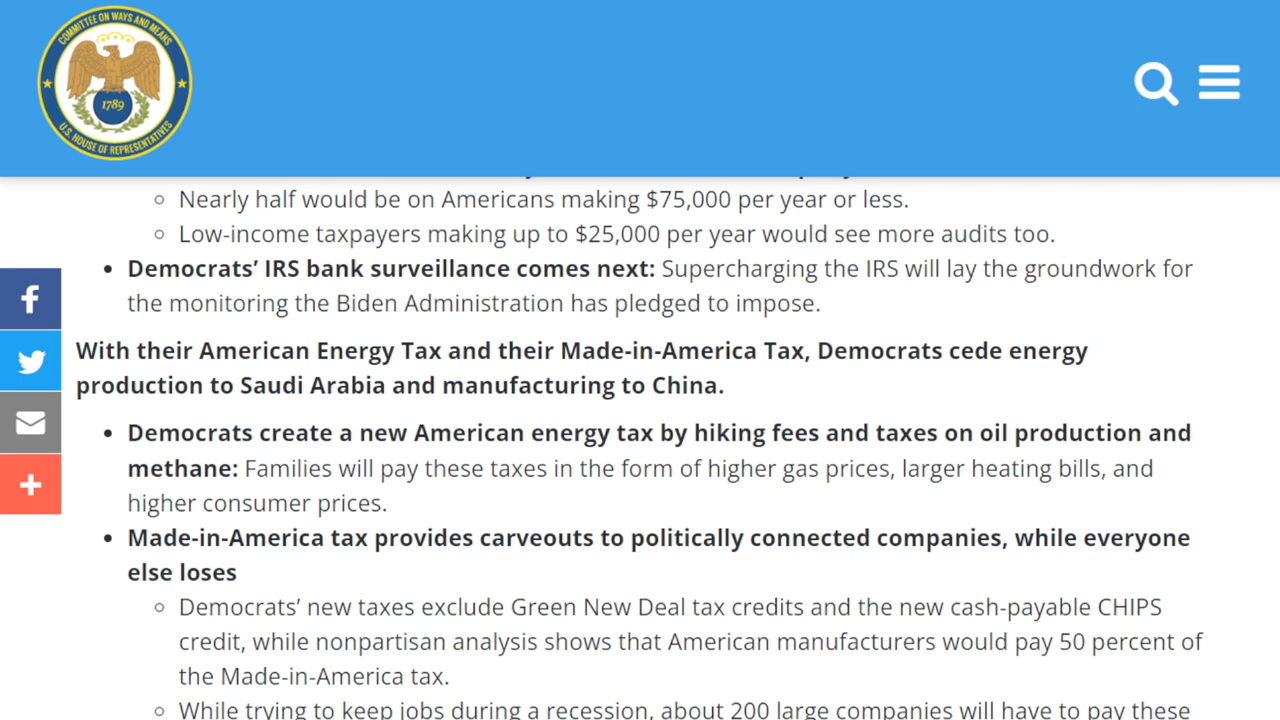 COMMITTEE ON WAYS AND MEANS
1789
U.S. HOUSE OF REPRESENTATIVES
Nearly half would be on Americans making $75,000 per year or less.
Low-income taxpayers making up to $25,000 per year would see more audits too.
Democrats’ IRS bank surveillance comes next: Supercharging the IRS will lay the groundwork for
the monitoring the Biden Administration has pledged to impose.
With their American Energy Tax and their Made-in-America Tax, Democrats cede energy
production to Saudi Arabia and manufacturing to China.
Democrats create a new American energy tax by hiking fees and taxes on oil production and
methane: Families will pay these taxes in the form of higher gas prices, larger heating bills, and
higher consumer prices.
Made-in-America tax provides carveouts to politically connected companies, while everyone
else loses
Democrats’ new taxes exclude Green New Deal tax credits and the new cash-payable CHIPS
credit, while nonpartisan analysis shows that American manufacturers would pay 50 percent of
the Made-in-America tax.
While trying to keep jobs during a recession, about 200 large companies will have to pay these